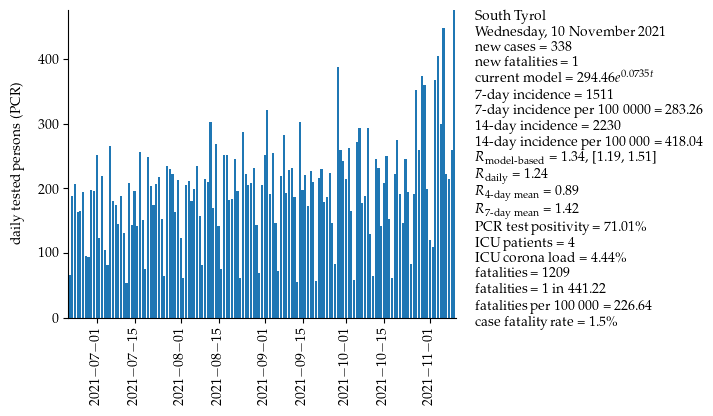 South Tyrol
Wednesday, 10 November 2021
new cases = 338
new fatalities = 1
current model = 294.46e^0.0735t
7-day incidence = 1511
7-day incidence per 100 0000 = 283.26
14-day incidence = 2230
14-day incidence per 100 000 = 418.04
R_model-based = 1.34, [1.19, 1.51]
R_daily = 1.24
R_4-day mean = 0.89
R_7-day mean = 1.42
PCR test positivity = 71.01%
ICU patients = 4
ICU corona load = 4.44%
fatalities = 1209
fatalities = 1 in 441.22
fatalities per 100 000 = 226.64
case fatality rate = 1.5%
daily tested persons (PCR)
400
300
200
100
0
2021−07−01
2021−07−15
2021−08−01
2021−08−15
2021−09−01
2021−09−15
2021−10−01
2021−10−15
2021−11−01